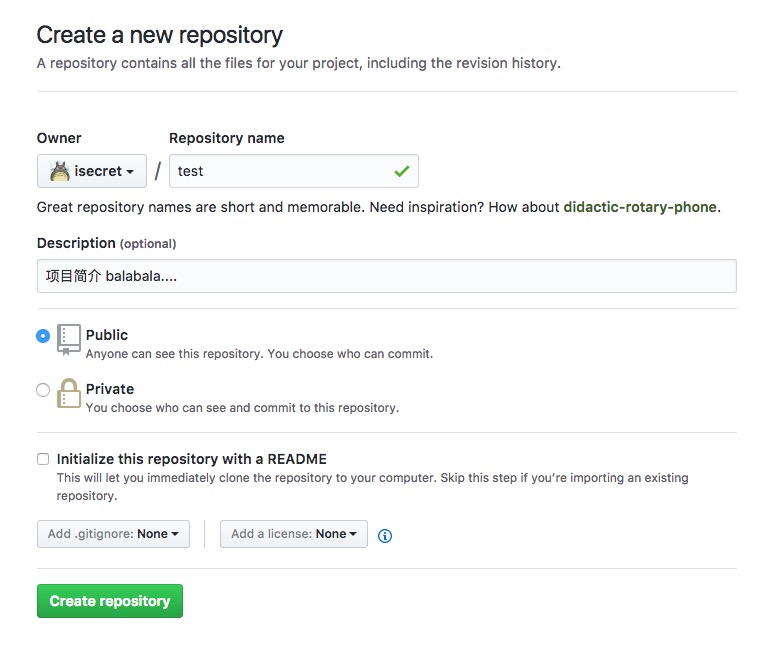 Create a new repository
A repository contains all the files for your project, including the revision history.
Owner Repository name
isecret / test
Great repository names are short and memorable. Need inspiration? How about didactic-rotary-phone.
Description (optional)
项目简介 balabala....
Public
Anyone can see this repository. You choose who can commit.
Private
You choose who can see and commit to this repository.
Initialize this repository with a README
This will let you immediately clone the repository to your computer. Skip this step if you’re importing an existing
repository.
Add .gitignore: None Add a license: None
Create repository